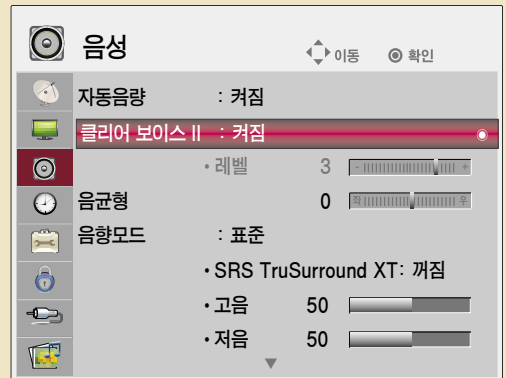 음성
이동 확인
자동음량 : 켜짐
클리어 보이스 II : 켜짐
• 레벨 3 - +
음균형 0 좌 우
음향모드 : 표준
• SRS TruSurround XT: 꺼짐
• 고음 50
• 저음 50